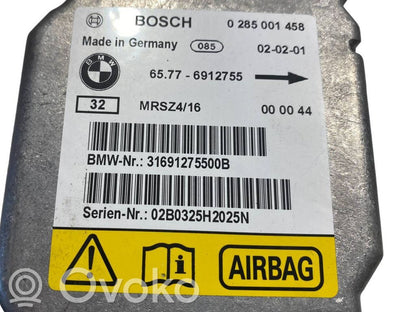 BOSCH 0 285 001 458
Made in Germany 085 02-02-01
BMW
65.77 - 6912755
32 MRSZ4/16 00 00 44
BMW-Nr.: 31691275500B
Serien-Nr.: 02B0325H2025N
! i AIRBAG
Ovoko